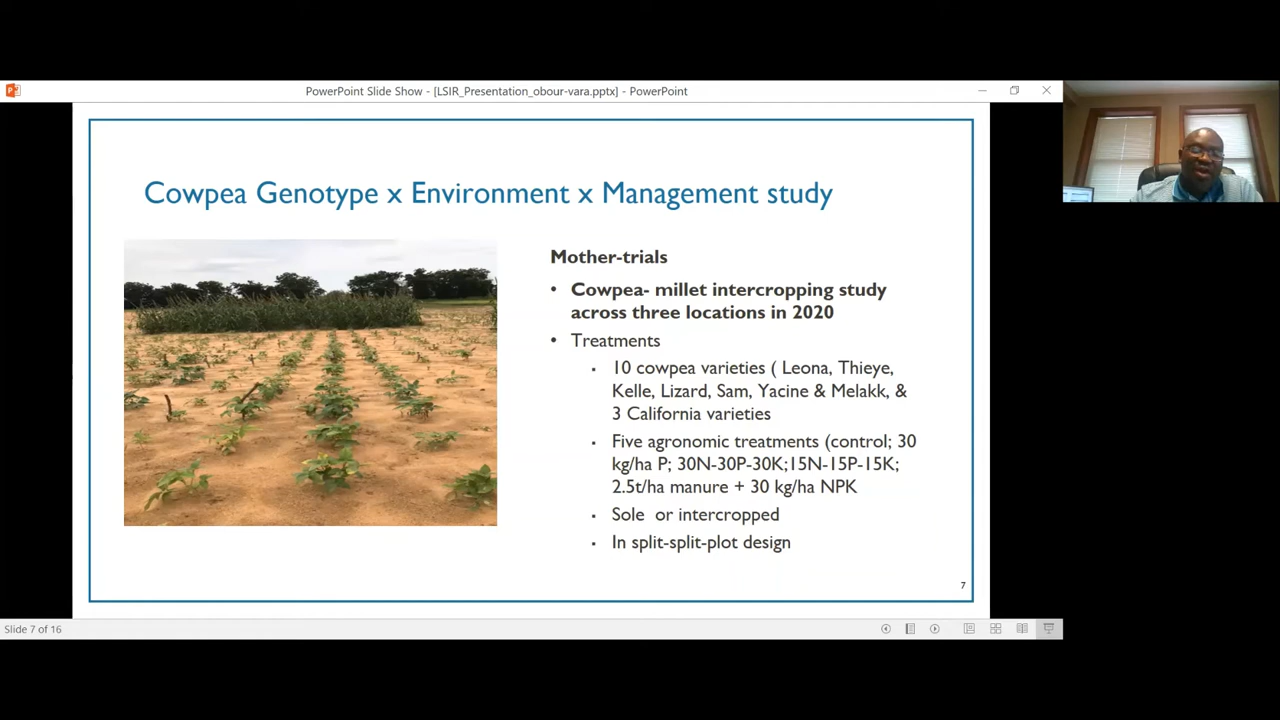 PowerPoint Slide Show - [LSIR_Presentation_obour-vara.pptx] - PowerPoint
Cowpea Genotype x Environment x Management study
Mother-trials
• Cowpea- millet intercropping study
across three locations in 2020
• Treatments
▪ 10 cowpea varieties ( Leona, Thieye,
Kelle, Lizard, Sam, Yacine & Melakk, &
3 California varieties
▪ Five agronomic treatments (control; 30
kg/ha P; 30N-30P-30K;15N-15P-15K;
2.5t/ha manure + 30 kg/ha NPK
▪ Sole or intercropped
▪ In split-split-plot design
7
Slide 7 of 16